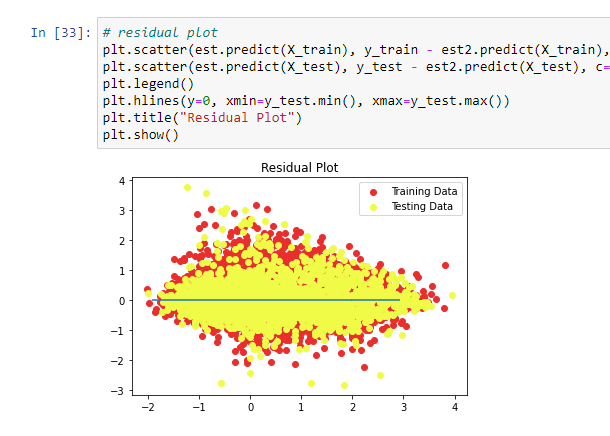 In [33]: # residual plot
plt.scatter(est.predict(X_train), y_train - est2.predict(X_train),
plt.scatter(est.predict(X_test), y_test - est2.predict(X_test), c=
plt.legend()
plt.hlines(y=0, xmin=y_test.min(), xmax=y_test.max())
plt.title("Residual Plot")
plt.show()
Residual Plot
Training Data
Testing Data
4
3
2
1
0
−1
−2
−3
−2 −1 0 1 2 3 4